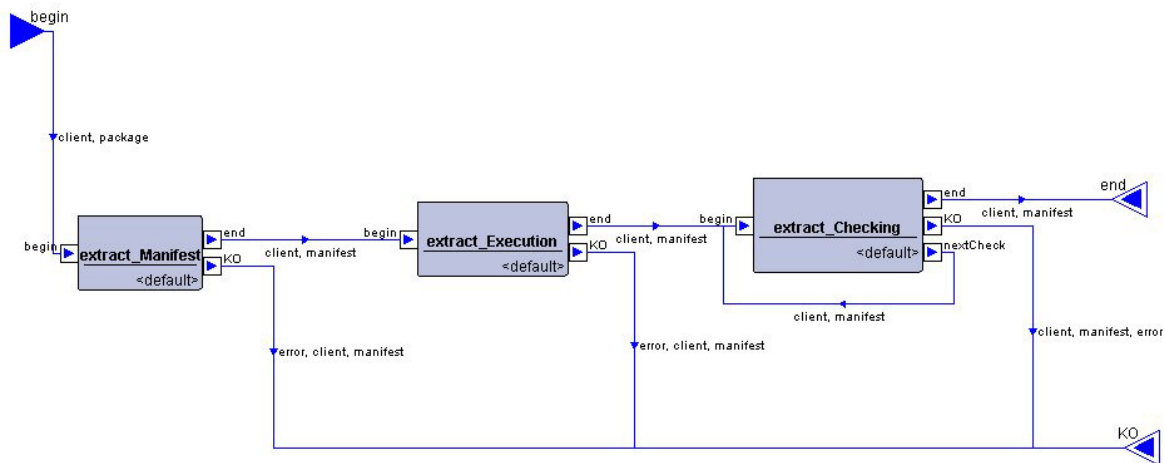 begin
client, package
begin
extract_Manifest
<default>
end
KO
client, manifest
error, client, manifest
begin
extract_Execution
<default>
end
KO
client, manifest
error, client, manifest
begin
extract_Checking
<default>
end
KO
nextCheck
client, manifest
client, manifest
client, manifest, error
end
KO